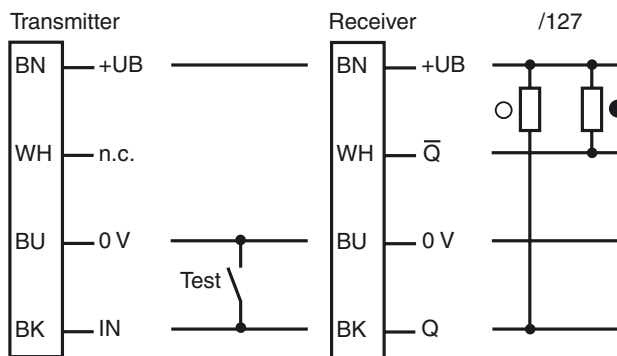 Transmitter Receiver /127
BN +UB BN +UB
WH n.c. WH Q̅
BU 0 V BU 0 V
Test
BK IN BK Q